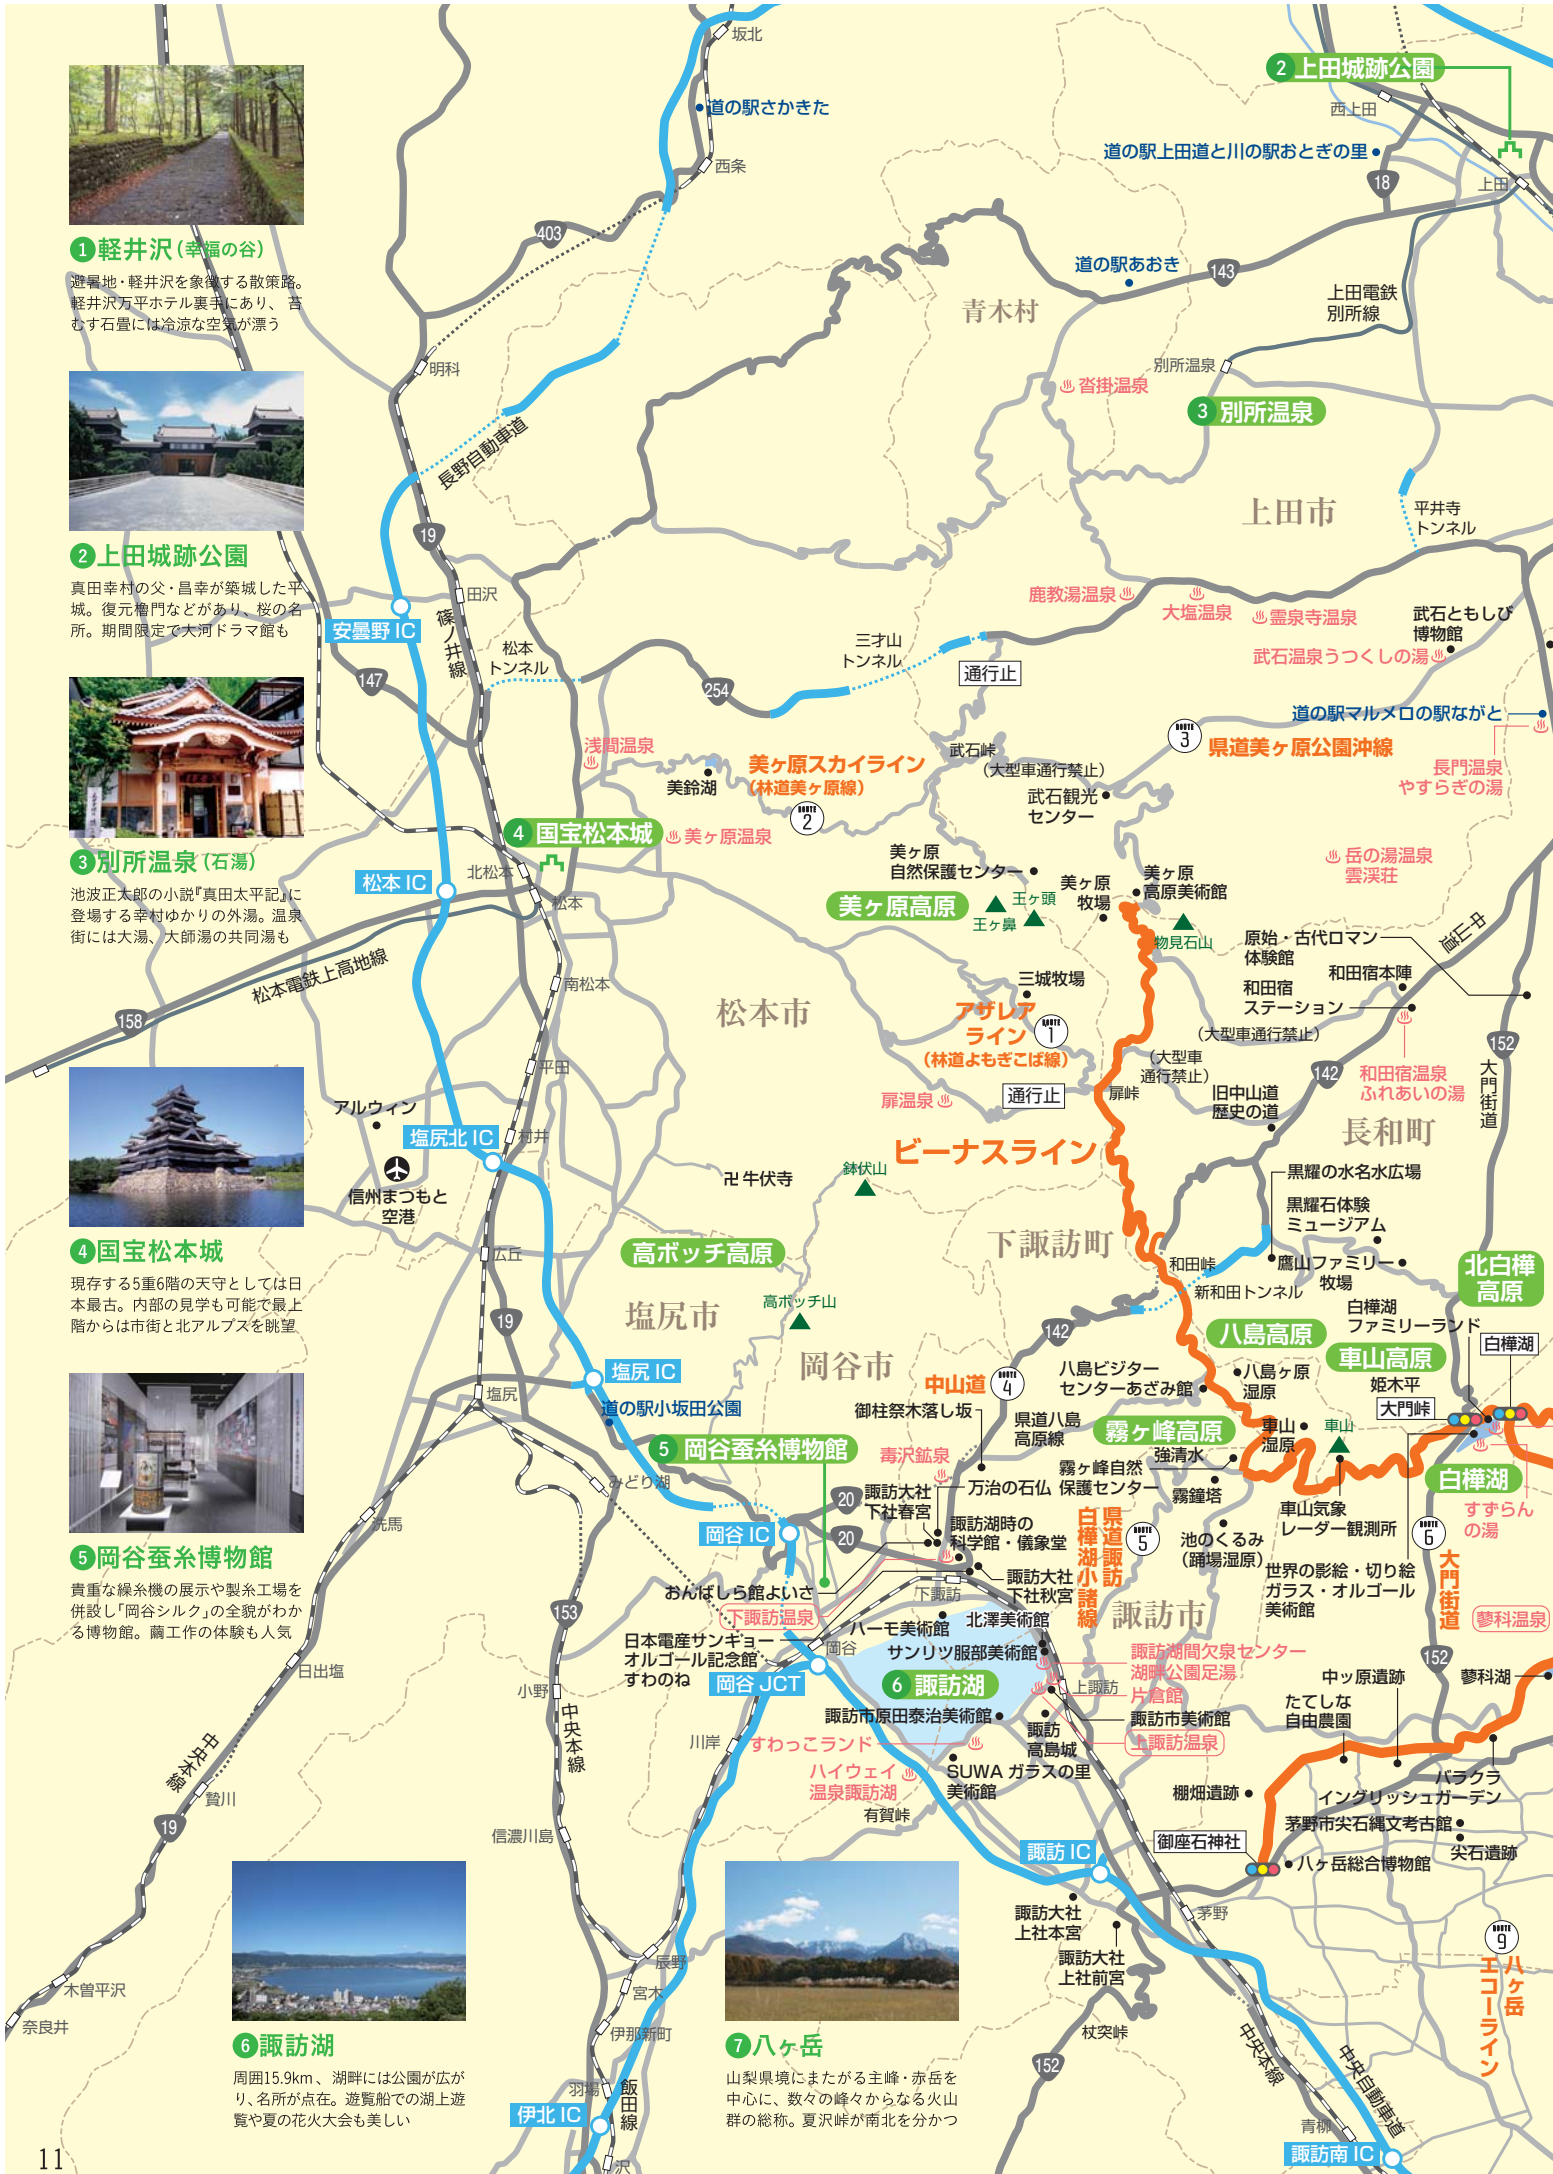 坂北
道の駅さかきた
西条
403
② 上田城跡公園
西上田
道の駅上田道と川の駅おとぎの里
18
上田
道の駅あおき
143
上田電鉄
別所線
青木村
別所温泉
沓掛温泉
③ 別所温泉
①軽井沢(幸福の谷)
避暑地・軽井沢を象徴する散策路。
軽井沢万平ホテル裏手にあり、苔
むす石畳には冷涼な空気が漂う
明科
長野自動車道
19
上田市
平井寺
トンネル
②上田城跡公園
真田幸村の父・昌幸が築城した平
城。復元櫓門などがあり、桜の名
所。期間限定で大河ドラマ館も
田沢
安曇野 IC
篠ノ井線
松本
トンネル
147
254
三才山
トンネル
通行止
鹿教湯温泉
大塩温泉
霊泉寺温泉
武石ともしび
博物館
武石温泉うつくしの湯
道の駅マルメロの駅ながと
長門温泉
やすらぎの湯
ROUTE 3
県道美ヶ原公園沖線
浅間温泉
美鈴湖
美ヶ原スカイライン
(林道美ヶ原線)
ROUTE 2
武石峠
(大型車通行禁止)
武石観光
センター
④ 国宝松本城
美ヶ原温泉
北松本
松本
松本 IC
美ヶ原
自然保護センター
美ヶ原高原
王ヶ頭
王ヶ鼻
美ヶ原
牧場
美ヶ原
高原美術館
物見石山
岳の湯温泉
雲渓荘
中山道
原始・古代ロマン
体験館
和田宿本陣
和田宿
ステーション
③別所温泉(石湯)
池波正太郎の小説『真田太平記』に
登場する幸村ゆかりの外湯。温泉
街には大湯、大師湯の共同湯も
松本電鉄上高地線
158
南松本
松本市
三城牧場
アザレア
ライン
(林道よもぎこば線)
ROUTE 1
通行止
扉温泉
扉峠
(大型車通行禁止)
(大型車
通行禁止)
142
152
大門街道
和田宿温泉
ふれあいの湯
旧中山道
歴史の道
長和町
平田
アルウィン
塩尻北 IC
村井
信州まつもと
空港
ビーナスライン
牛伏寺
鉢伏山
黒耀の水名水広場
黒耀石体験
ミュージアム
鷹山ファミリー
牧場
下諏訪町
和田峠
新和田トンネル
④国宝松本城
現存する5重6階の天守としては日
本最古。内部の見学も可能で最上
階からは市街と北アルプスを眺望
広丘
高ボッチ高原
塩尻市
高ボッチ山
19
岡谷市
142
北白樺
高原
白樺湖
ファミリーランド
白樺湖
八島高原
車山高原
姫木平
大門峠
塩尻 IC
塩尻
道の駅小坂田公園
中山道
ROUTE 4
御柱祭木落し坂
八島ビジター
センターあざみ館
八島ヶ原
湿原
県道八島
高原線
霧ヶ峰高原
強清水
車山
湿原
車山
⑤ 岡谷蚕糸博物館
毒沢鉱泉
霧ヶ峰自然
保護センター
霧鐘塔
白樺湖
すずらん
の湯
車山気象
レーダー観測所
みどり湖
20
20
諏訪大社
下社春宮
万治の石仏
岡谷 IC
諏訪湖時の
科学館・儀象堂
県道諏訪
白樺湖小諸線
ROUTE 5
池のくるみ
(踊場湿原)
ROUTE 6
大門街道
世界の影絵・切り絵
ガラス・オルゴール
美術館
⑤岡谷蚕糸博物館
貴重な繰糸機の展示や製糸工場を
併設し「岡谷シルク」の全貌がわか
る博物館。繭工作の体験も人気
洗馬
153
おんばしら館よいさ
下諏訪
諏訪大社
下社秋宮
下諏訪温泉
ハーモ美術館
北澤美術館
諏訪市
蓼科温泉
日本電産サンキョー
オルゴール記念館
すわのね
岡谷
サンリツ服部美術館
諏訪湖間欠泉センター
湖畔公園足湯
152
日出塩
小野
岡谷 JCT
⑥ 諏訪湖
上諏訪
片倉館
中ッ原遺跡
蓼科湖
たてしな
自由農園
諏訪市原田泰治美術館
諏訪市美術館
中央本線
中央本線
川岸
すわっこランド
諏訪
高島城
上諏訪温泉
ハイウェイ
温泉諏訪湖
SUWA ガラスの里
美術館
バラクラ
イングリッシュガーデン
贄川
19
有賀峠
棚畑遺跡
茅野市尖石縄文考古館
信濃川島
御座石神社
尖石遺跡
諏訪 IC
八ヶ岳総合博物館
諏訪大社
上社本宮
茅野
諏訪大社
上社前宮
ROUTE 9
八ヶ岳
エコーライン
辰野
木曽平沢
宮木
奈良井
伊那新町
杖突峠
⑥諏訪湖
周囲15.9km、湖畔には公園が広が
り、名所が点在。遊覧船での湖上遊
覧や夏の花火大会も美しい
⑦八ヶ岳
山梨県境にまたがる主峰・赤岳を
中心に、数々の峰々からなる火山
群の総称。夏沢峠が南北を分かつ
152
中央本線
中央自動車道
羽場
飯田線
伊北 IC
沢
青柳
諏訪南 IC
11